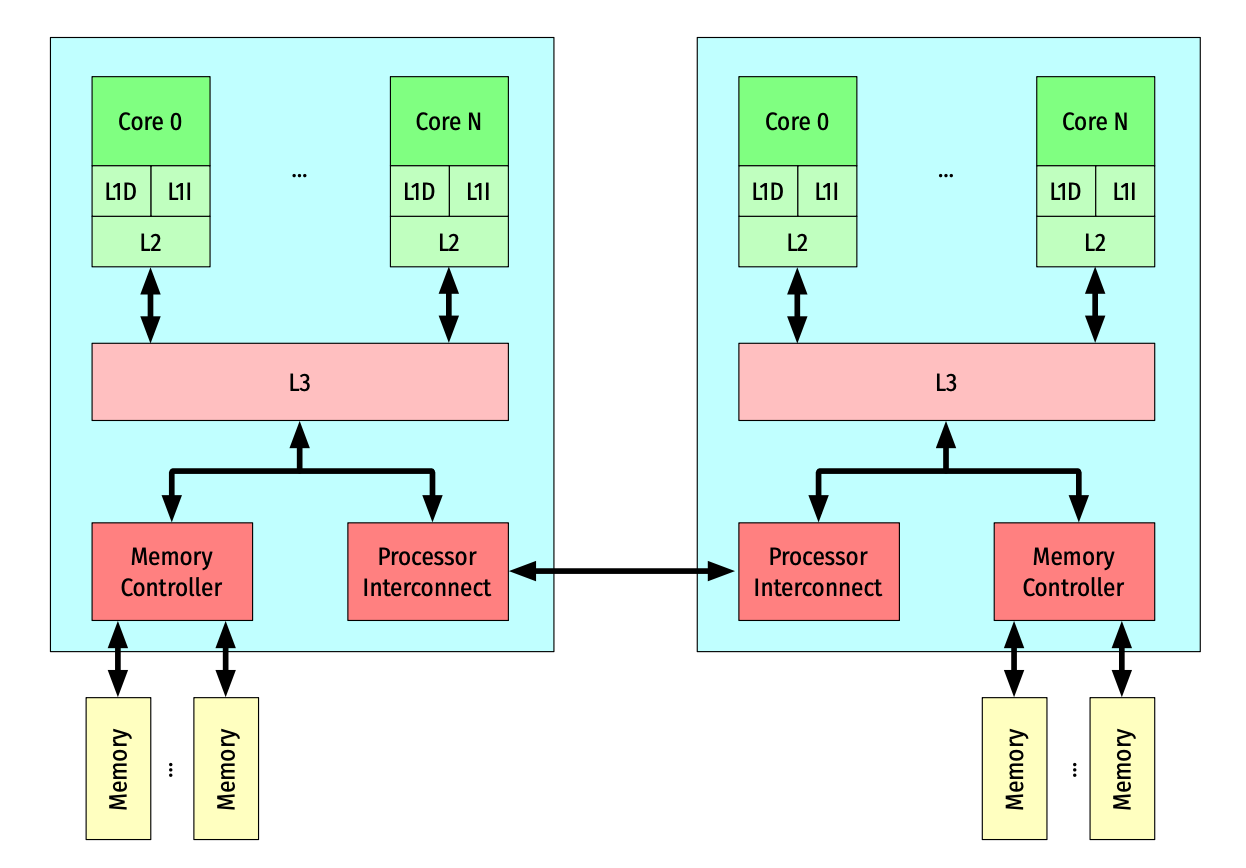 Core 0
Core N
Core 0
Core N
...
...
L1D L1I
L1D L1I
L1D L1I
L1D L1I
L2
L2
L2
L2
L3
L3
Memory
Controller
Processor
Interconnect
Processor
Interconnect
Memory
Controller
Memory
...
Memory
Memory
...
Memory